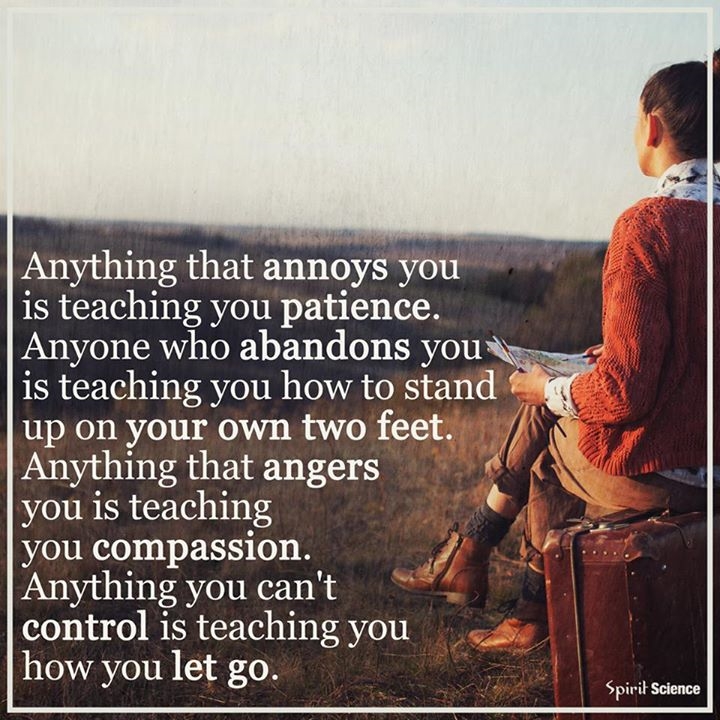 Anything that annoys you
is teaching you patience.
Anyone who abandons you
is teaching you how to stand
up on your own two feet.
Anything that angers
you is teaching
you compassion.
Anything you can't
control is teaching you
how you let go.
Spirit Science